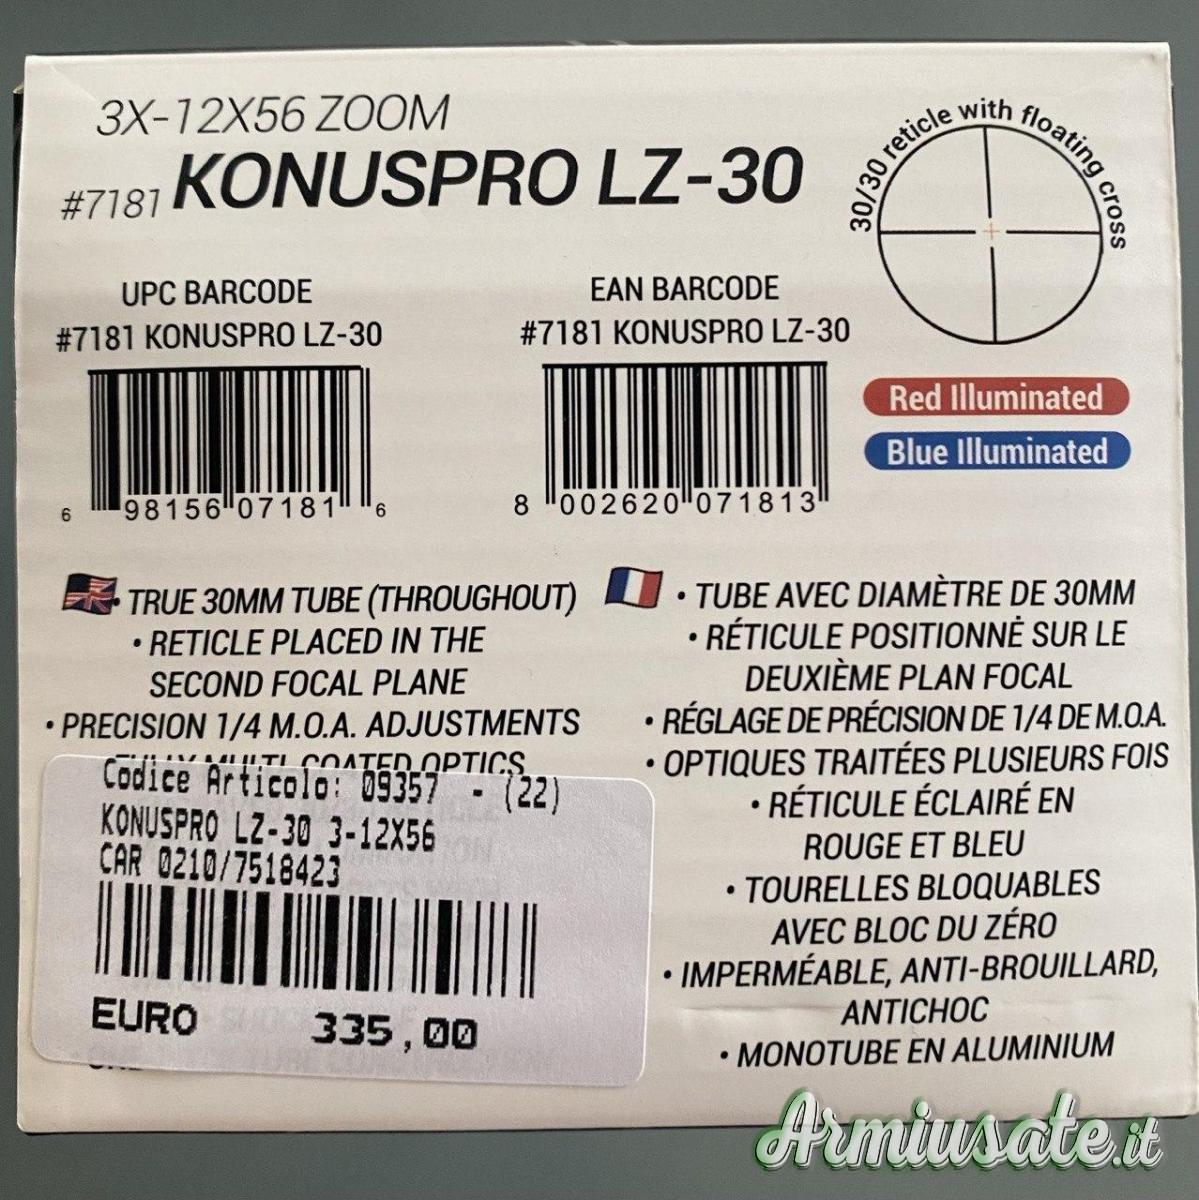 3X-12X56 ZOOM
#7181 KONUSPRO LZ-30
30/30 reticle with floating cross
UPC BARCODE
#7181 KONUSPRO LZ-30
6 98156 07181 6
EAN BARCODE
#7181 KONUSPRO LZ-30
8 002620 071813
Red Illuminated
Blue Illuminated
• TRUE 30MM TUBE (THROUGHOUT)
• RETICLE PLACED IN THE
SECOND FOCAL PLANE
• PRECISION 1/4 M.O.A. ADJUSTMENTS
FULLY MULTI-COATED OPTICS
Codice Articolo: 09357 - (22)
KONUSPRO LZ-30 3-12X56
CAR 0210/7518423
EURO 335,00
• TUBE AVEC DIAMÈTRE DE 30MM
• RÉTICULE POSITIONNÉ SUR LE
DEUXIÈME PLAN FOCAL
• RÉGLAGE DE PRÉCISION DE 1/4 DE M.O.A.
• OPTIQUES TRAITÉES PLUSIEURS FOIS
• RÉTICULE ÉCLAIRÉ EN
ROUGE ET BLEU
• TOURELLES BLOQUABLES
AVEC BLOC DU ZÉRO
• IMPERMÉABLE, ANTI-BROUILLARD,
ANTICHOC
• MONOTUBE EN ALUMINIUM
Armiusate.it